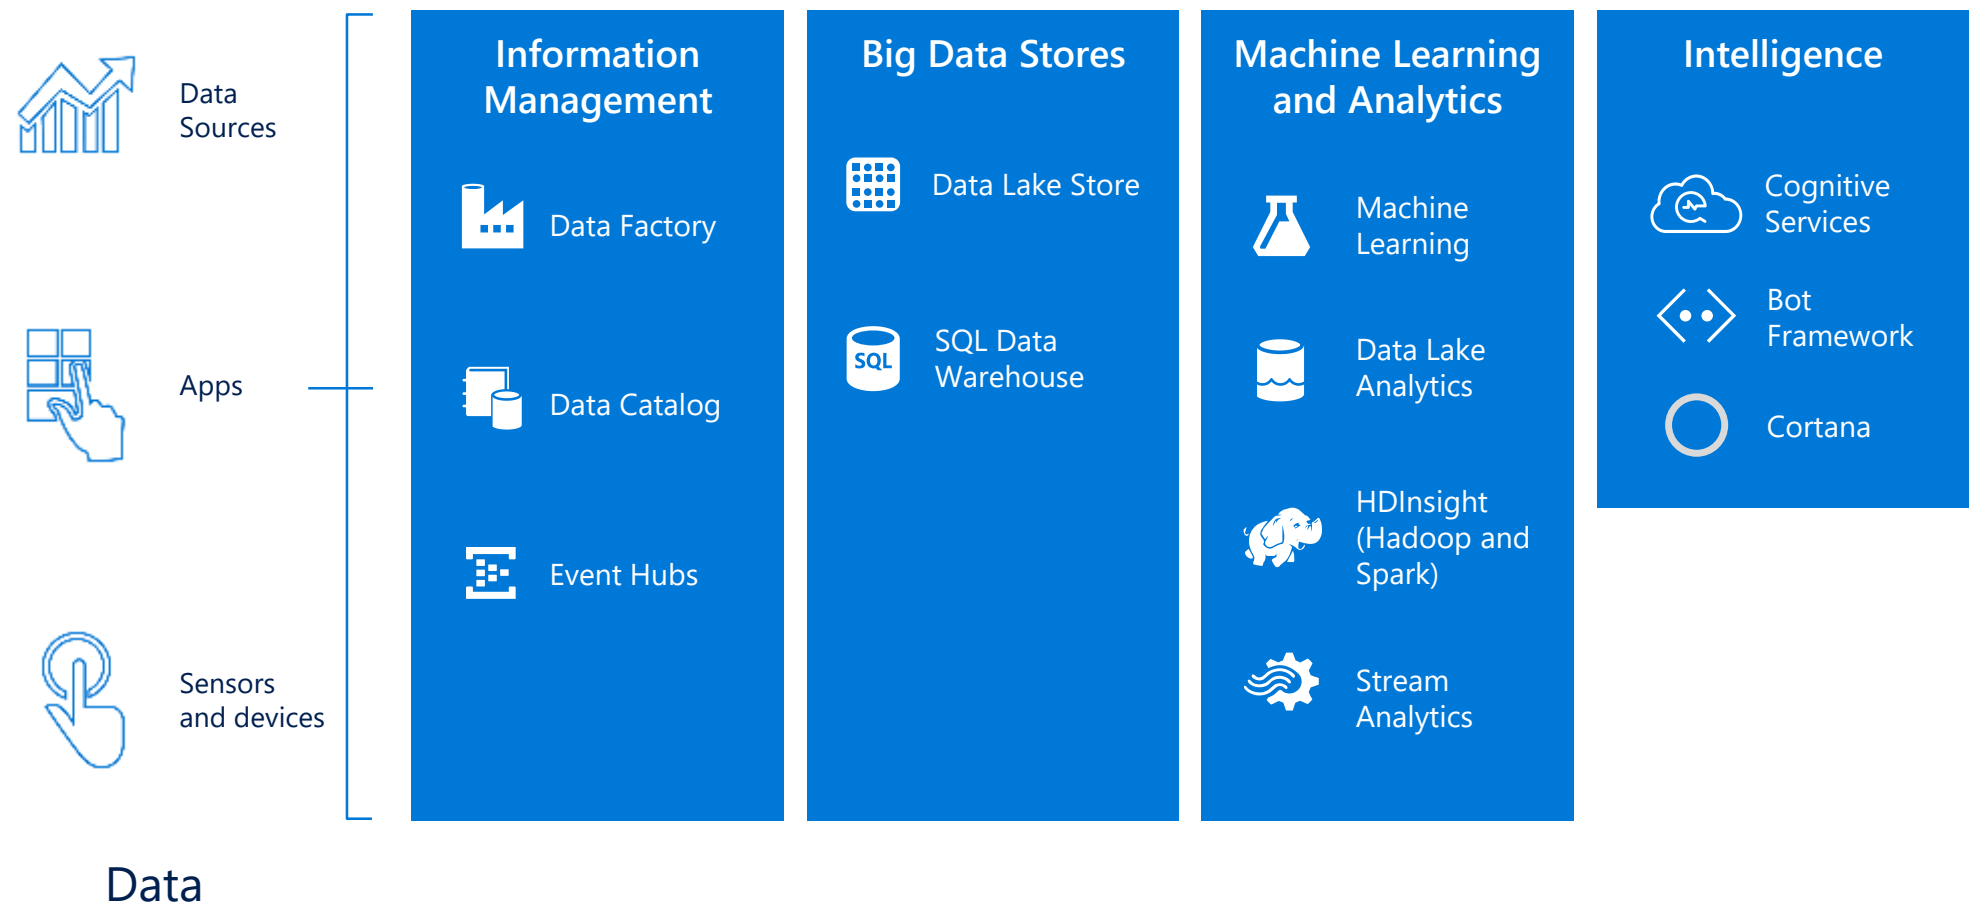 Data
Sources
Apps
Sensors
and devices
Data
Information
Management
Data Factory
Data Catalog
Event Hubs
Big Data Stores
Data Lake Store
SQL
SQL Data
Warehouse
Machine Learning
and Analytics
Machine
Learning
Data Lake
Analytics
HDInsight
(Hadoop and
Spark)
Stream
Analytics
Intelligence
Cognitive
Services
Bot
Framework
Cortana